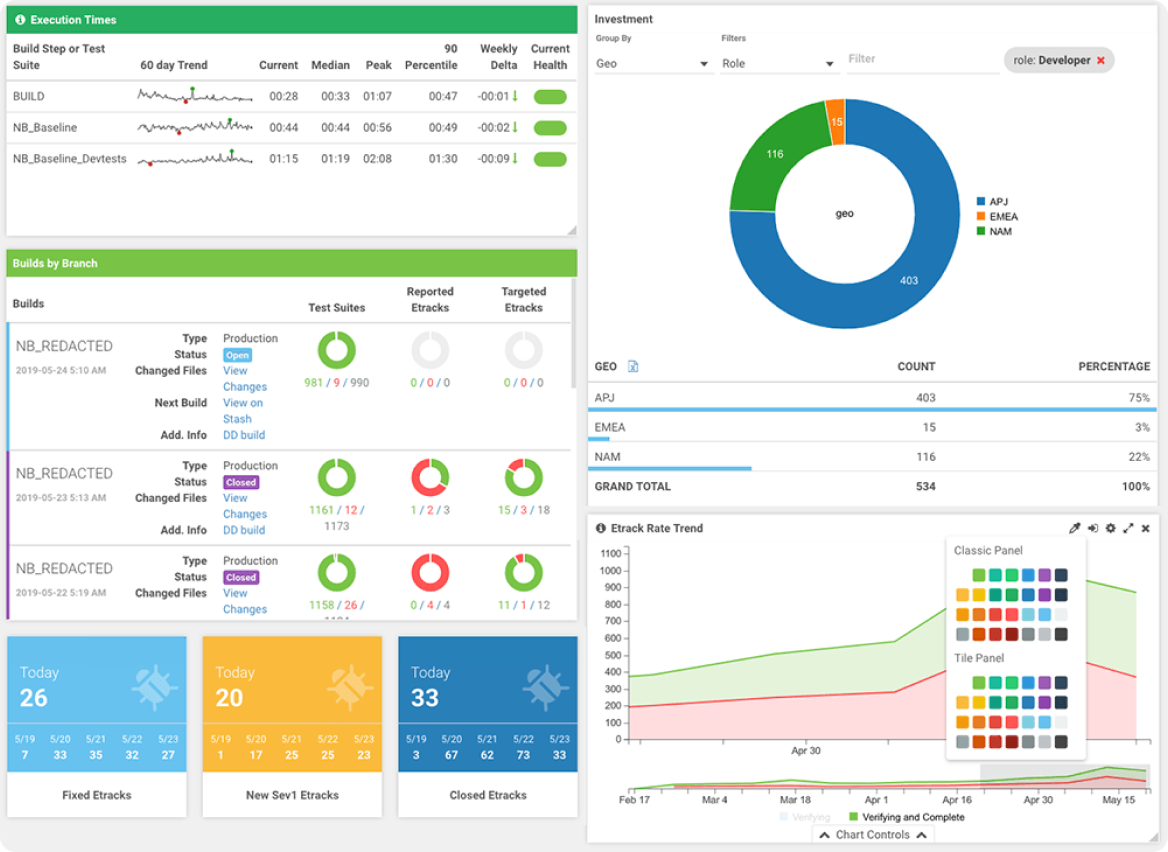 Execution Times
Build Step or Test Suite 60 day Trend Current Median Peak 90 Percentile Weekly Delta Current Health
BUILD 00:28 00:33 01:07 00:47 -00:01
NB_Baseline 00:44 00:44 00:56 00:49 -00:02
NB_Baseline_Devtests 01:15 01:19 02:08 01:30 -00:09
Builds by Branch
Builds Test Suites Reported Etracks Targeted Etracks
NB_REDACTED
2019-05-24 5:10 AM
Type Production
Status Open
Changed Files View Changes
Next Build View on Stash
Add. Info DD build
981 / 9 / 990
0 / 0 / 0
0 / 0 / 0
NB_REDACTED
2019-05-23 5:13 AM
Type Production
Status Closed
Changed Files View Changes
Add. Info DD build
1161 / 12 / 1173
1 / 2 / 3
15 / 3 / 18
NB_REDACTED
2019-05-22 5:19 AM
Type Production
Status Closed
Changed Files View Changes
1158 / 26 /
0 / 4 / 4
11 / 1 / 12
Today
26
5/19 5/20 5/21 5/22 5/23
7 33 35 32 27
Fixed Etracks
Today
20
5/19 5/20 5/21 5/22 5/23
1 17 25 25 23
New Sev1 Etracks
Today
33
5/19 5/20 5/21 5/22 5/23
3 67 62 73 33
Closed Etracks
Investment
Group By Filters
Geo Role Filter role: Developer
15
116
geo
403
APJ
EMEA
NAM
GEO COUNT PERCENTAGE
APJ 403 75%
EMEA 15 3%
NAM 116 22%
GRAND TOTAL 534 100%
Etrack Rate Trend
Classic Panel
Tile Panel
1100
1000
900
800
700
600
500
400
300
200
100
0
Apr 30
Feb 17 Mar 4 Mar 18 Apr 1 Apr 16 Apr 30 May 15
Verifying Verifying and Complete
Chart Controls